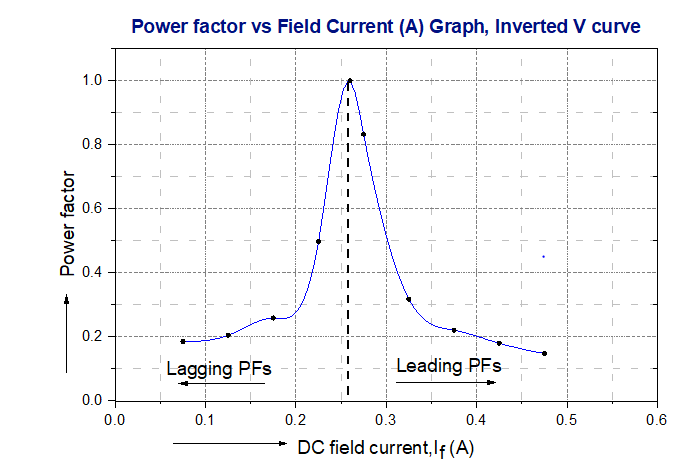 Power factor vs Field Current (A) Graph, Inverted V curve
1.0
0.8
0.6
0.4
0.2
0.0
Power factor
Lagging PFs
Leading PFs
0.0 0.1 0.2 0.3 0.4 0.5 0.6
DC field current,If (A)